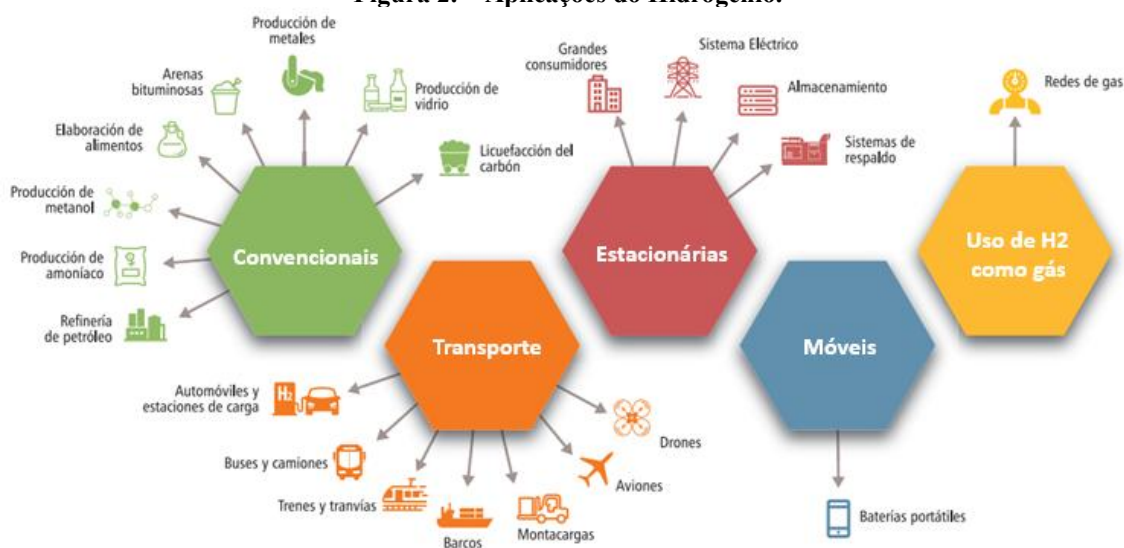 Figura 2. – Aplicações do Hidrogênio.
Producción de
metales
Arenas
bituminosas
Producción de
vidrio
Elaboración de
alimentos
Licuefacción del
carbón
Producción de
metanol
Producción de
amoníaco
Refinería
de petróleo
Convencionais
Grandes
consumidores
Sistema Eléctrico
Almacenamiento
Sistemas de
respaldo
Estacionárias
Redes de gas
Uso de H2
como gás
Transporte
Automóviles y
estaciones de carga
H2
Buses y camiones
Trenes y tranvías
Barcos
Montacargas
Aviones
Drones
Móveis
Baterías portátiles